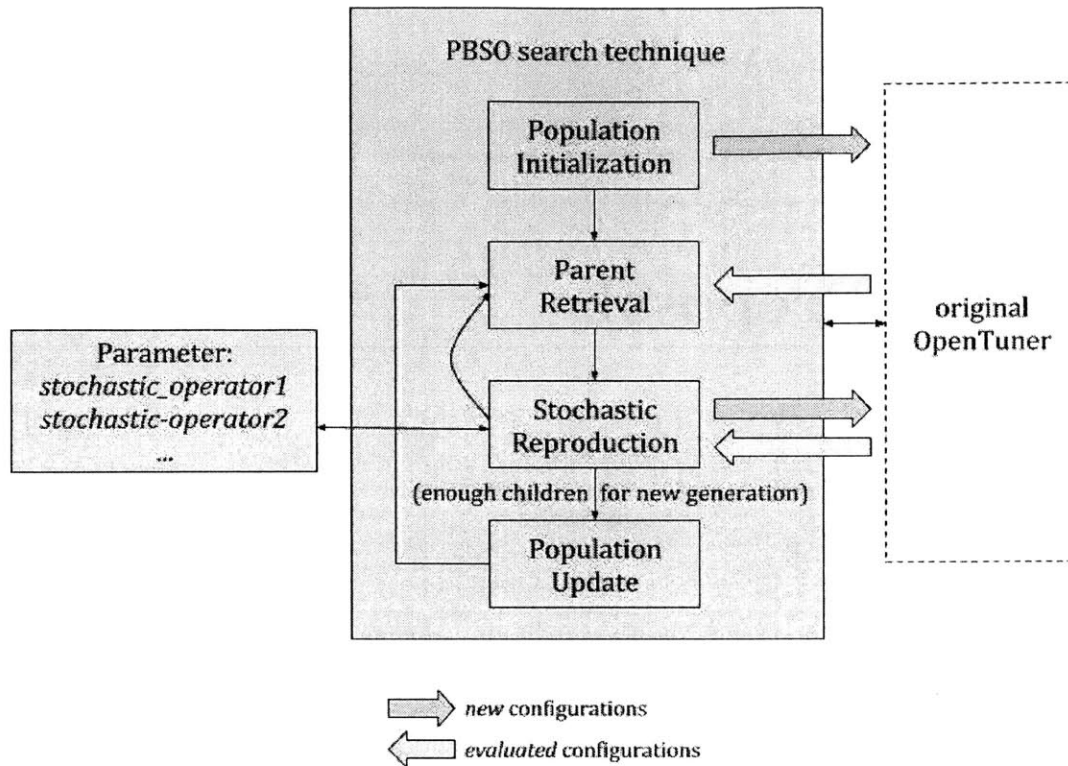 PBSO search technique
Population
Initialization
Parent
Retrieval
original
OpenTuner
Parameter:
stochastic_operator1
stochastic-operator2
...
Stochastic
Reproduction
(enough children for new generation)
Population
Update
new configurations
evaluated configurations